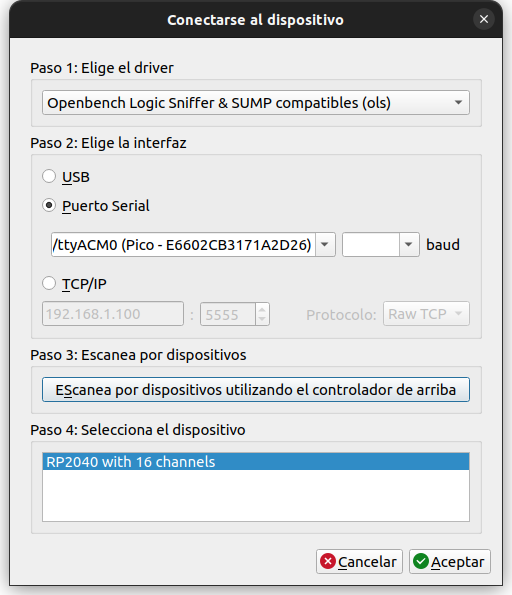 Conectarse al dispositivo
Paso 1: Elige el driver
Openbench Logic Sniffer & SUMP compatibles (ols)
Paso 2: Elige la interfaz
USB
Puerto Serial
/ttyACM0 (Pico - E6602CB3171A2D26) baud
TCP/IP
192.168.1.100 : 5555 Protocolo: Raw TCP
Paso 3: Escanea por dispositivos
EScanea por dispositivos utilizando el controlador de arriba
Paso 4: Selecciona el dispositivo
RP2040 with 16 channels
Cancelar Aceptar